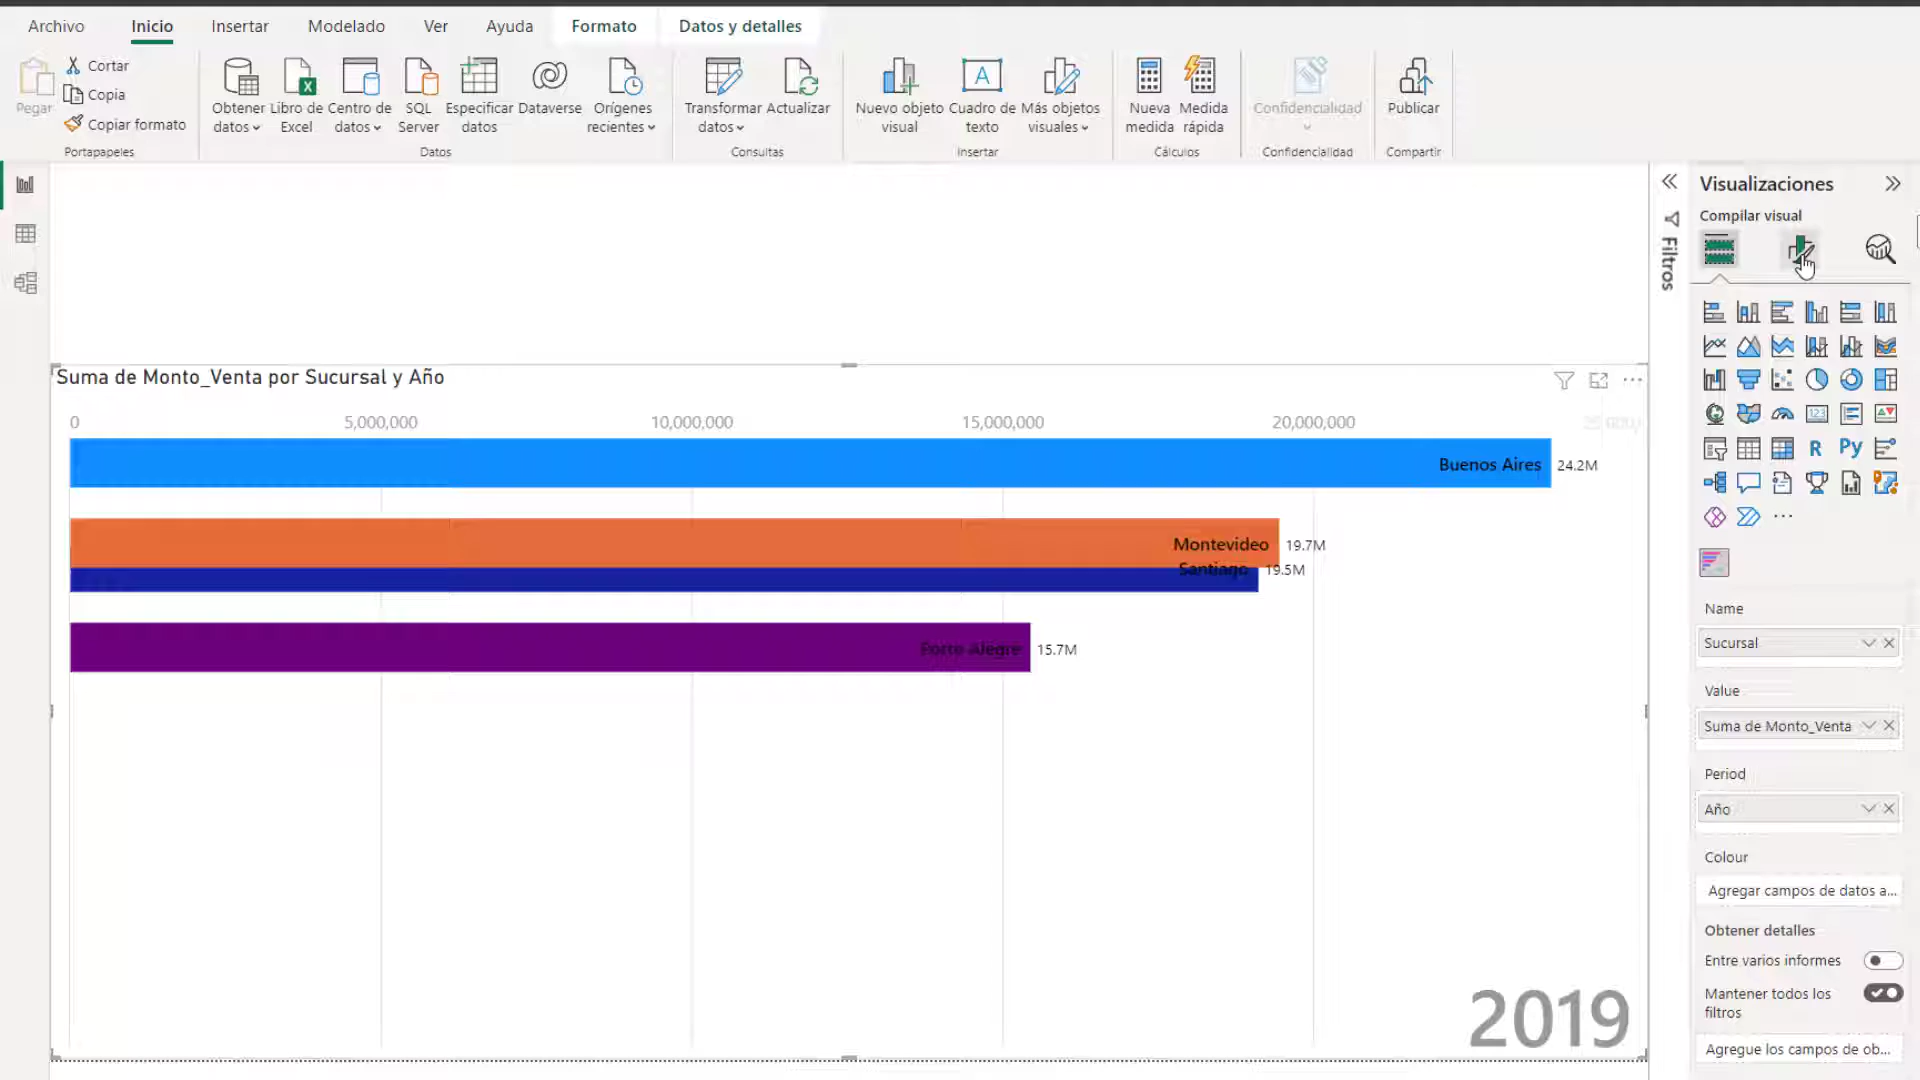 Archivo Inicio Insertar Modelado Ver Ayuda Formato Datos y detalles
Pegar
Cortar
Copia
Copiar formato
Portapapeles
Obtener datos
Libro de Excel
Centro de datos
SQL Server
Especificar datos
Dataverse
Orígenes recientes
Datos
Transformar datos
Actualizar
Consultas
Nuevo objeto visual
Cuadro de texto
Más objetos visuales
Insertar
Nueva medida
Medida rápida
Cálculos
Confidencialidad
Confidencialidad
Publicar
Compartir
Filtros
Suma de Monto_Venta por Sucursal y Año
0 5,000,000 10,000,000 15,000,000 20,000,000
Buenos Aires 24.2M
Montevideo 19.7M
Santiago 19.5M
Porto Alegre 15.7M
2019
Visualizaciones
Compilar visual
123
R
Py
Name
Sucursal
Value
Suma de Monto_Venta
Period
Año
Colour
Agregar campos de datos a...
Obtener detalles
Entre varios informes
Mantener todos los
filtros
Agregue los campos de ob...